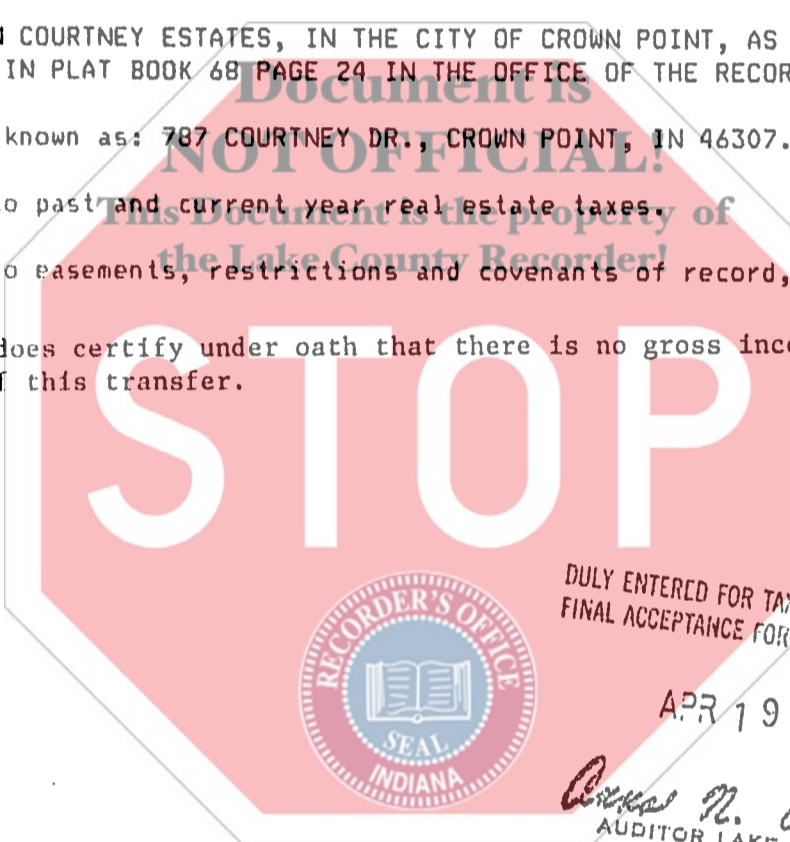 COURTNEY ESTATES, IN THE CITY OF CROWN POINT, AS
IN PLAT BOOK 68 PAGE 24 IN THE OFFICE OF THE RECOR
Document is
known as: 787 COURTNEY DR., CROWN POINT, IN 46307.
NOT OFFICIAL!
o past and current year real estate taxes.
This Document is the property of
the Lake County Recorder!
o easements, restrictions and covenants of record,
does certify under oath that there is no gross inco
f this transfer.
STOP
DULY ENTERED FOR TAX
FINAL ACCEPTANCE FOR
RECORDER'S OFFICE
SEAL
INDIANA
APR 19
N.
AUDITOR LAKE